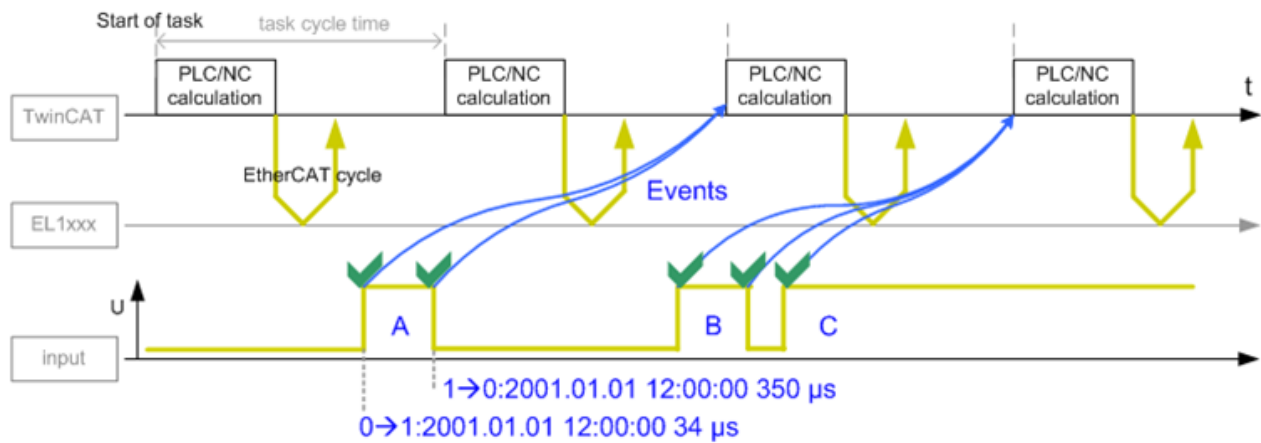 Start of task
task cycle time
PLC/NC
calculation
PLC/NC
calculation
PLC/NC
calculation
PLC/NC
calculation
t
TwinCAT
EtherCAT cycle
Events
EL1xxx
U
A
B
C
input
1→0:2001.01.01 12:00:00 350 µs
0→1:2001.01.01 12:00:00 34 µs